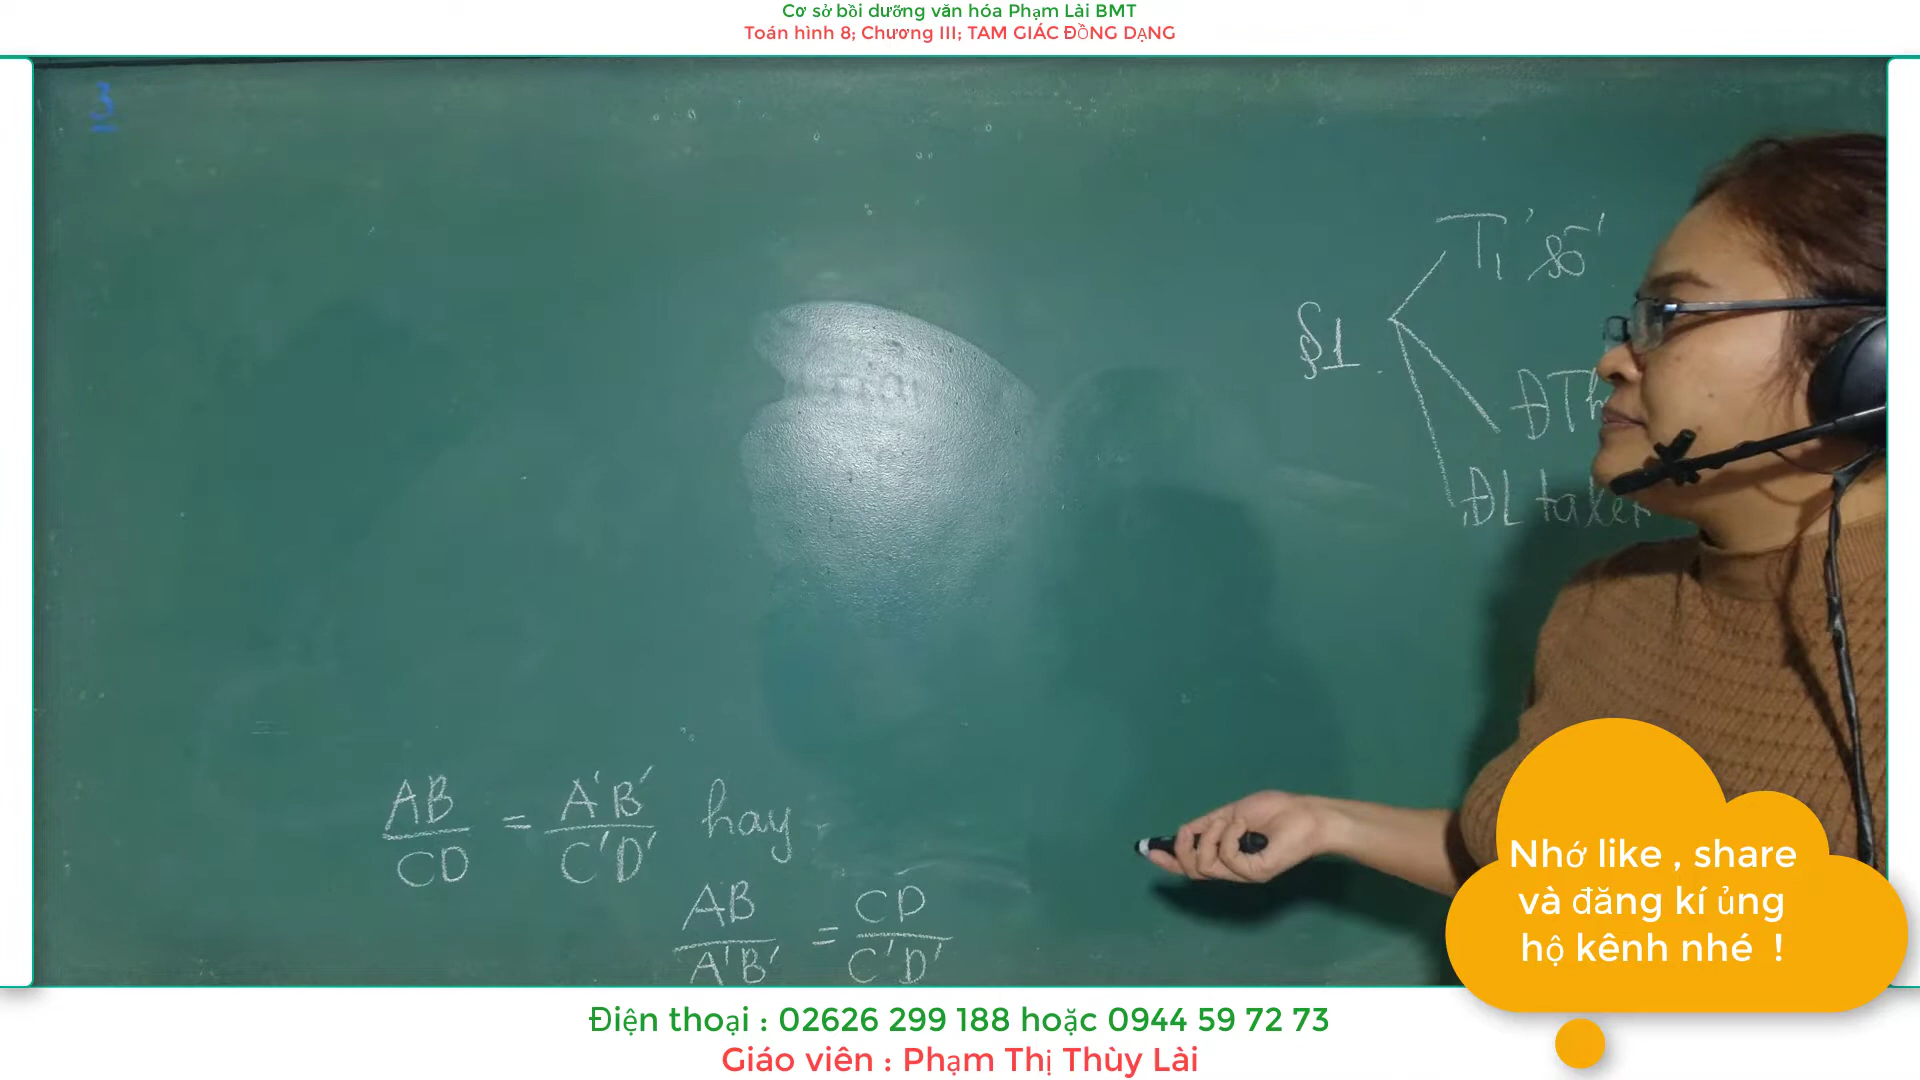 Cơ sở bồi dưỡng văn hóa Phạm Lài BMT
Toán hình 8; Chương III; TAM GIÁC ĐỒNG DẠNG
Tỉ số
§1.
ĐTh
ĐL talet
AB/CD = A'B'/C'D' hay
AB/A'B' = CD/C'D'
Nhớ like , share
và đăng kí ủng
hộ kênh nhé !
Điện thoại : 02626 299 188 hoặc 0944 59 72 73
Giáo viên : Phạm Thị Thùy Lài